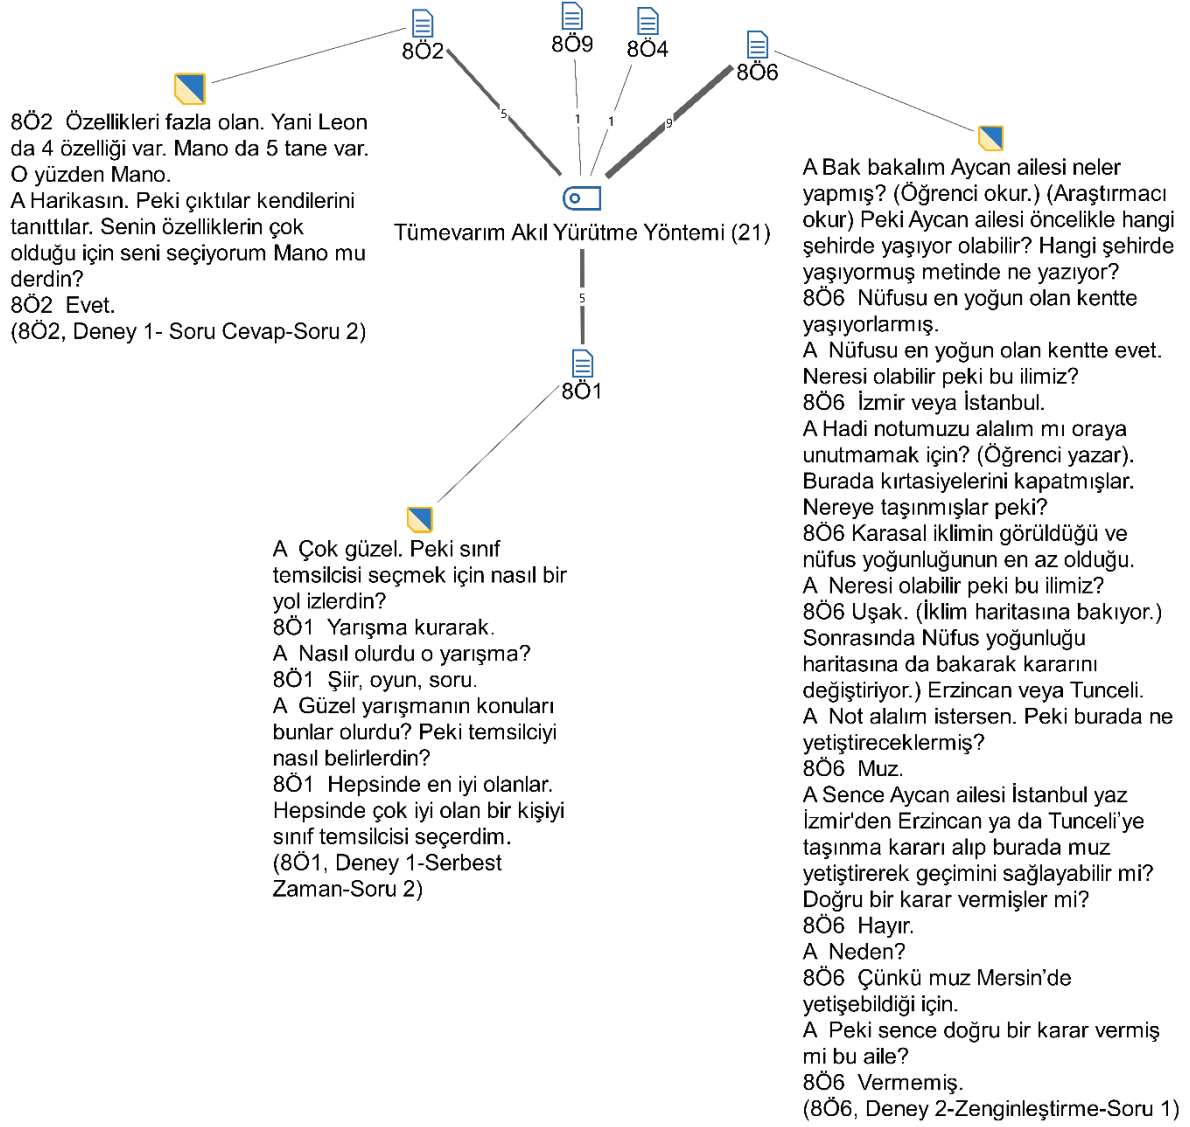 8Ö2
8Ö9
8Ö4
8Ö6
5
1
1
9
8Ö2 Özellikleri fazla olan. Yani Leon
da 4 özelliği var. Mano da 5 tane var.
O yüzden Mano.
A Harikasın. Peki çıktılar kendilerini
tanıttılar. Senin özelliklerin çok
olduğu için seni seçiyorum Mano mu
derdin?
8Ö2 Evet.
(8Ö2, Deney 1- Soru Cevap-Soru 2)
Tümevarım Akıl Yürütme Yöntemi (21)
5
8Ö1
A Çok güzel. Peki sınıf
temsilcisi seçmek için nasıl bir
yol izlerdin?
8Ö1 Yarışma kurarak.
A Nasıl olurdu o yarışma?
8Ö1 Şiir, oyun, soru.
A Güzel yarışmanın konuları
bunlar olurdu? Peki temsilciyi
nasıl belirlerdin?
8Ö1 Hepsinde en iyi olanlar.
Hepsinde çok iyi olan bir kişiyi
sınıf temsilcisi seçerdim.
(8Ö1, Deney 1-Serbest
Zaman-Soru 2)
A Bak bakalım Aycan ailesi neler
yapmış? (Öğrenci okur.) (Araştırmacı
okur) Peki Aycan ailesi öncelikle hangi
şehirde yaşıyor olabilir? Hangi şehirde
yaşıyormuş metinde ne yazıyor?
8Ö6 Nüfusu en yoğun olan kentte
yaşıyorlarmış.
A Nüfusu en yoğun olan kentte evet.
Neresi olabilir peki bu ilimiz?
8Ö6 İzmir veya İstanbul.
A Hadi notumuzu alalım mı oraya
unutmamak için? (Öğrenci yazar).
Burada kırtasiyelerini kapatmışlar.
Nereye taşınmışlar peki?
8Ö6 Karasal iklimin görüldüğü ve
nüfus yoğunluğunun en az olduğu.
A Neresi olabilir peki bu ilimiz?
8Ö6 Uşak. (İklim haritasına bakıyor.)
Sonrasında Nüfus yoğunluğu
haritasına da bakarak kararını
değiştiriyor.) Erzincan veya Tunceli.
A Not alalım istersen. Peki burada ne
yetiştireceklermiş?
8Ö6 Muz.
A Sence Aycan ailesi İstanbul yaz
İzmir'den Erzincan ya da Tunceli'ye
taşınma kararı alıp burada muz
yetiştirerek geçimini sağlayabilir mi?
Doğru bir karar vermişler mi?
8Ö6 Hayır.
A Neden?
8Ö6 Çünkü muz Mersin’de
yetişebildiği için.
A Peki sence doğru bir karar vermiş
mi bu aile?
8Ö6 Vermemiş.
(8Ö6, Deney 2-Zenginleştirme-Soru 1)